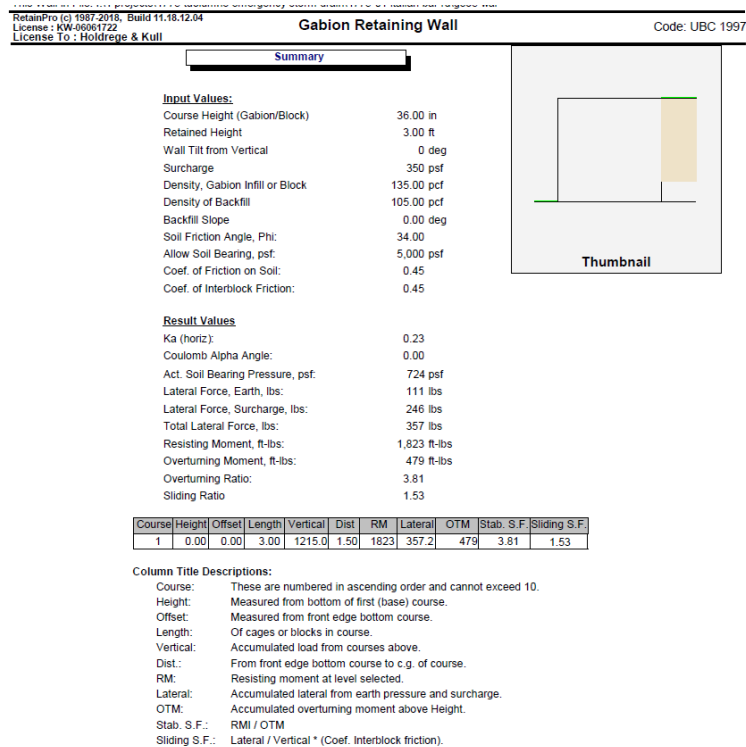 RetainPro (c) 1987-2018, Build 11.18.12.04
License : KW-06061722
License To : Holdrege & Kull
Gabion Retaining Wall
Code: UBC 1997
Summary
Input Values:
Course Height (Gabion/Block) 36.00 in
Retained Height 3.00 ft
Wall Tilt from Vertical 0 deg
Surcharge 350 psf
Density, Gabion Infill or Block 135.00 pcf
Density of Backfill 105.00 pcf
Backfill Slope 0.00 deg
Soil Friction Angle, Phi: 34.00
Allow Soil Bearing, psf: 5,000 psf
Coef. of Friction on Soil: 0.45
Coef. of Interblock Friction: 0.45
Thumbnail
Result Values
Ka (horiz): 0.23
Coulomb Alpha Angle: 0.00
Act. Soil Bearing Pressure, psf: 724 psf
Lateral Force, Earth, lbs: 111 lbs
Lateral Force, Surcharge, lbs: 246 lbs
Total Lateral Force, lbs: 357 lbs
Resisting Moment, ft-lbs: 1,823 ft-lbs
Overturning Moment, ft-lbs: 479 ft-lbs
Overturning Ratio: 3.81
Sliding Ratio 1.53
Course Height Offset Length Vertical Dist RM Lateral OTM Stab. S.F. Sliding S.F.
1 0.00 0.00 3.00 1215.0 1.50 1823 357.2 479 3.81 1.53
Column Title Descriptions:
Course: These are numbered in ascending order and cannot exceed 10.
Height: Measured from bottom of first (base) course.
Offset: Measured from front edge bottom course.
Length: Of cages or blocks in course.
Vertical: Accumulated load from courses above.
Dist.: From front edge bottom course to c.g. of course.
RM: Resisting moment at level selected.
Lateral: Accumulated lateral from earth pressure and surcharge.
OTM: Accumulated overturning moment above Height.
Stab. S.F.: RMI / OTM
Sliding S.F.: Lateral / Vertical * (Coef. Interblock friction).